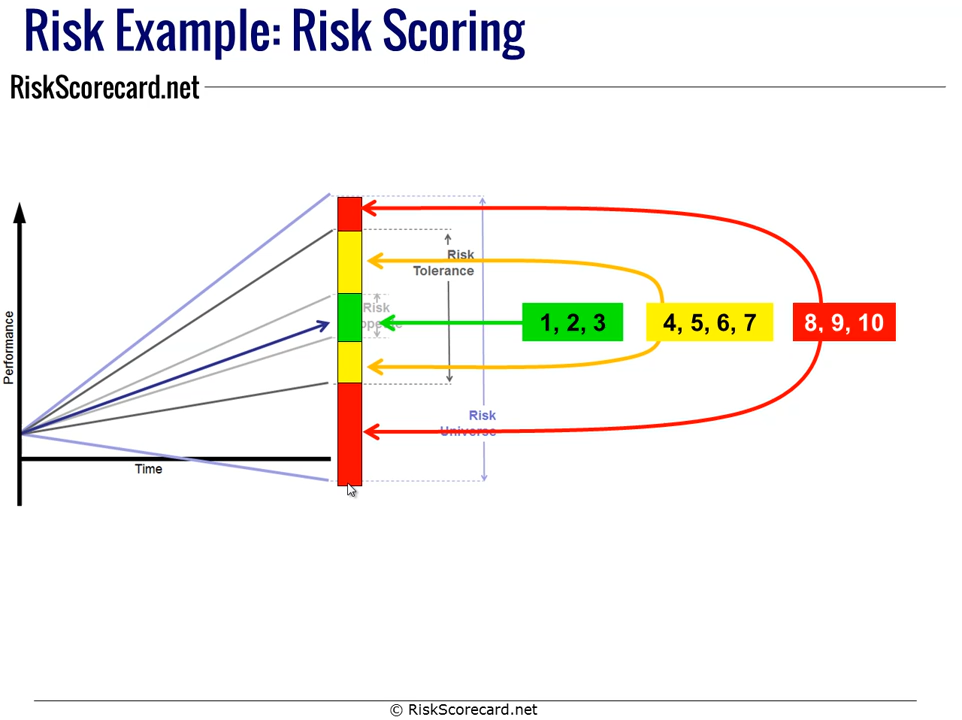 Risk Example: Risk Scoring
RiskScorecard.net
Performance
Time
Risk
Tolerance
Risk
Risk
Universe
1, 2, 3
4, 5, 6, 7
8, 9, 10
© RiskScorecard.net